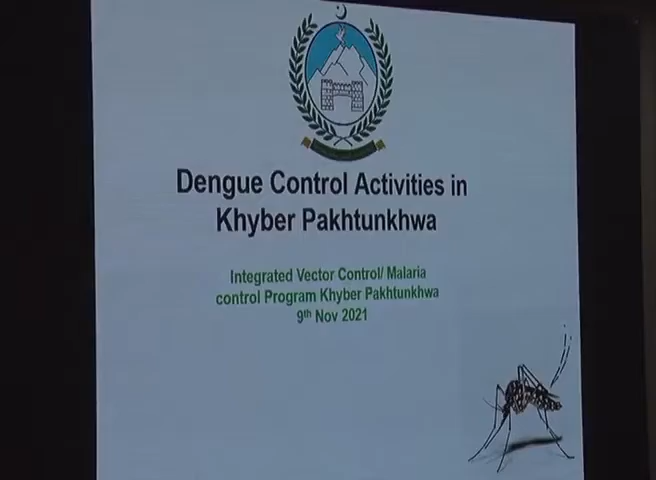 Dengue Control Activities in
Khyber Pakhtunkhwa
Integrated Vector Control/ Malaria
control Program Khyber Pakhtunkhwa
9th Nov 2021